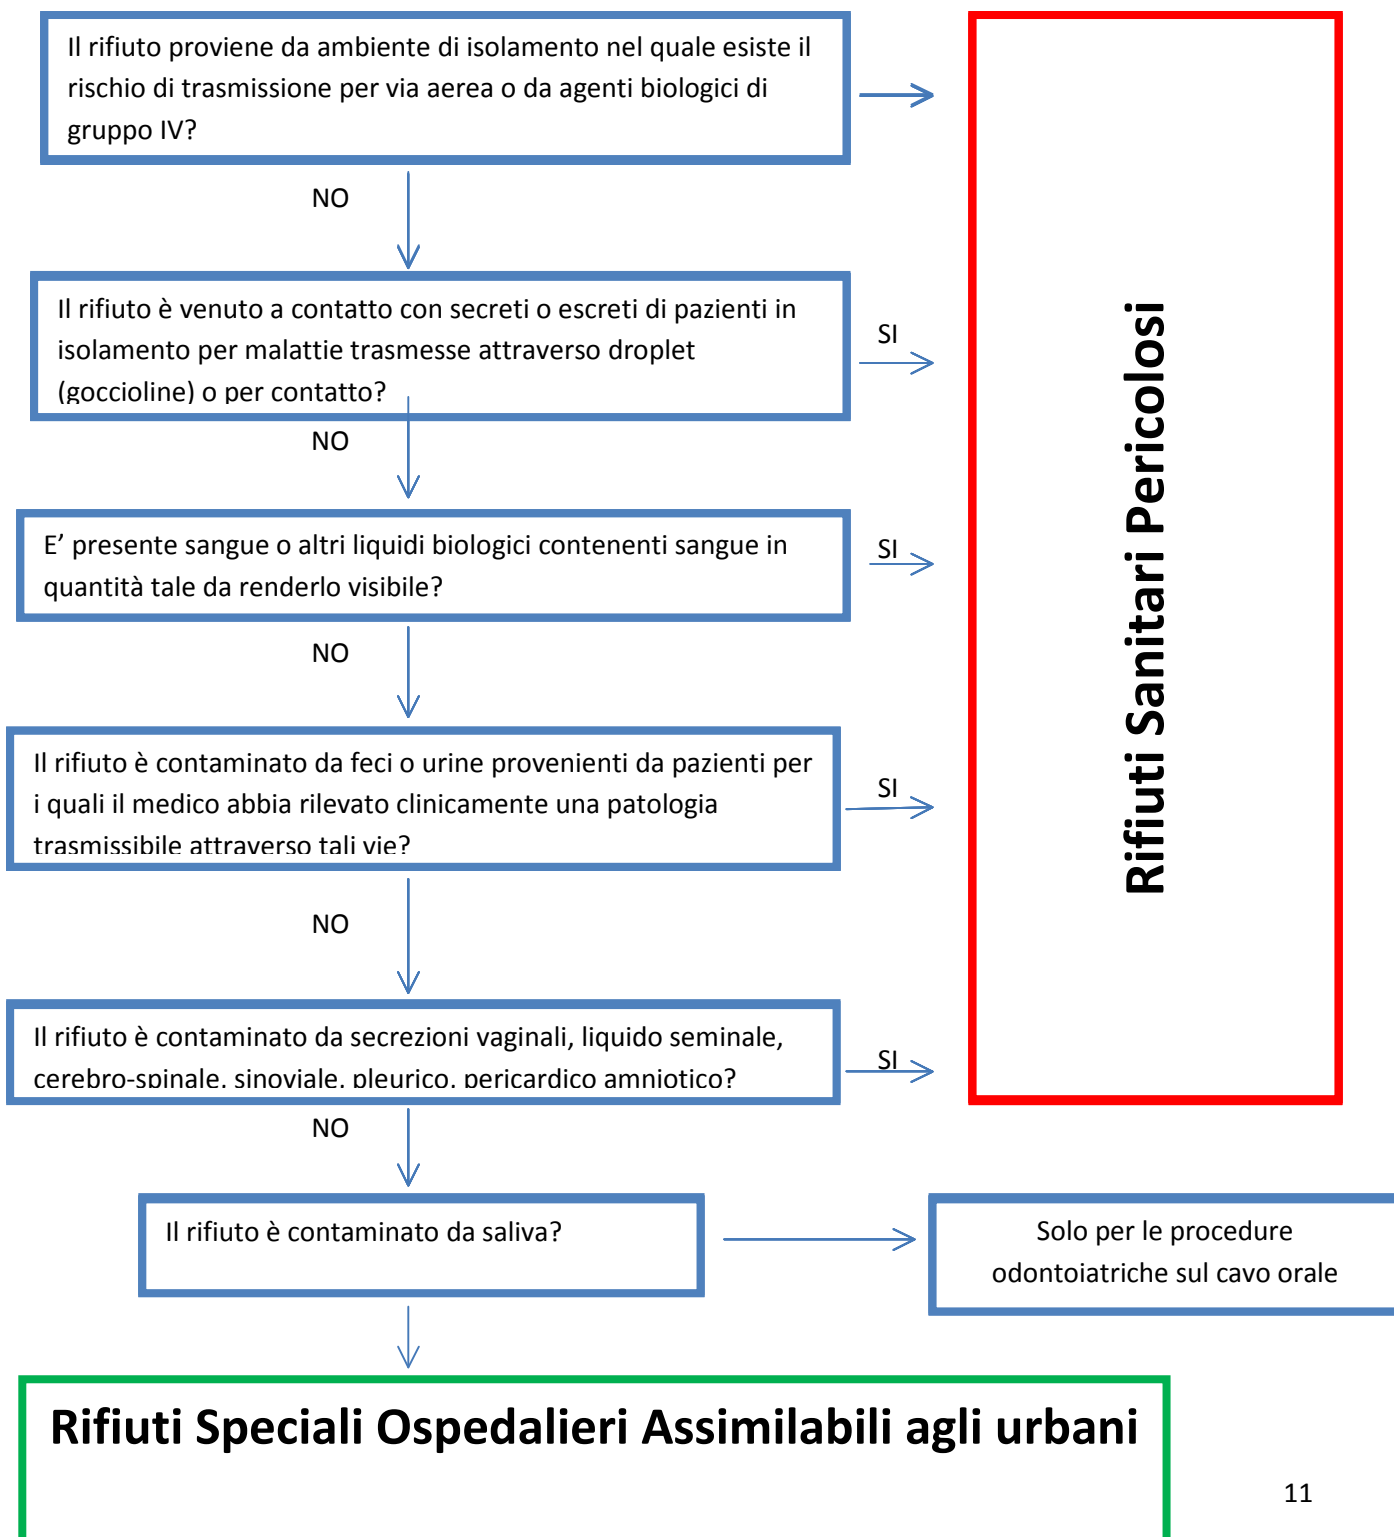 Il rifiuto proviene da ambiente di isolamento nel quale esiste il
rischio di trasmissione per via aerea o da agenti biologici di
gruppo IV?
NO
Il rifiuto è venuto a contatto con secreti o escreti di pazienti in
isolamento per malattie trasmesse attraverso droplet
(goccioline) o per contatto?
SI
NO
E’ presente sangue o altri liquidi biologici contenenti sangue in
quantità tale da renderlo visibile?
SI
NO
Il rifiuto è contaminato da feci o urine provenienti da pazienti per
i quali il medico abbia rilevato clinicamente una patologia
trasmissibile attraverso tali vie?
SI
NO
Il rifiuto è contaminato da secrezioni vaginali, liquido seminale,
cerebro-spinale, sinoviale, pleurico, pericardico amniotico?
SI
NO
Rifiuti Sanitari Pericolosi
Il rifiuto è contaminato da saliva?
Solo per le procedure
odontoiatriche sul cavo orale
Rifiuti Speciali Ospedalieri Assimilabili agli urbani
11